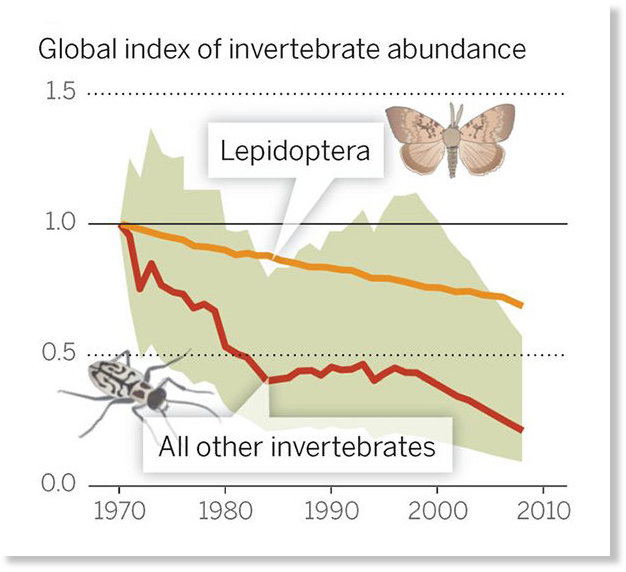 Global index of invertebrate abundance
1.5
Lepidoptera
1.0
0.5
All other invertebrates
0.0
1970 1980 1990 2000 2010